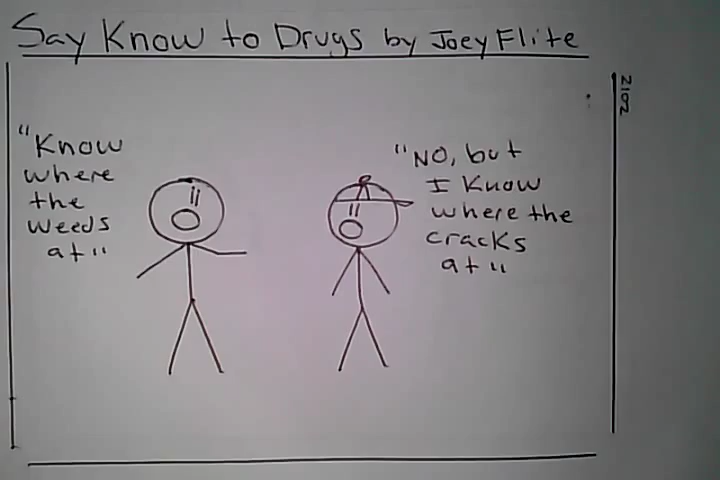 Say Know to Drugs by Joey Flite
2102
"Know
where
the
weeds
at"
"NO, but
I Know
where the
cracks
at"